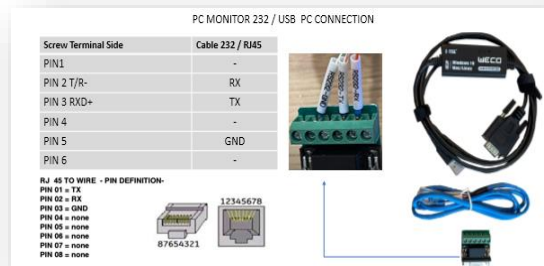 PC MONITOR 232 / USB PC CONNECTION
Screw Terminal Side Cable 232 / RJ45
PIN1 -
PIN 2 T/R- RX
PIN 3 RXD+ TX
PIN 4 -
PIN 5 GND
PIN 6 -
RJ 45 TO WIRE - PIN DEFINITION-
PIN 01 = TX
PIN 02 = RX
PIN 03 = GND
PIN 04 = none
PIN 05 = none
PIN 06 = none
PIN 07 = none
PIN 08 = none
12345678
87654321
WECO